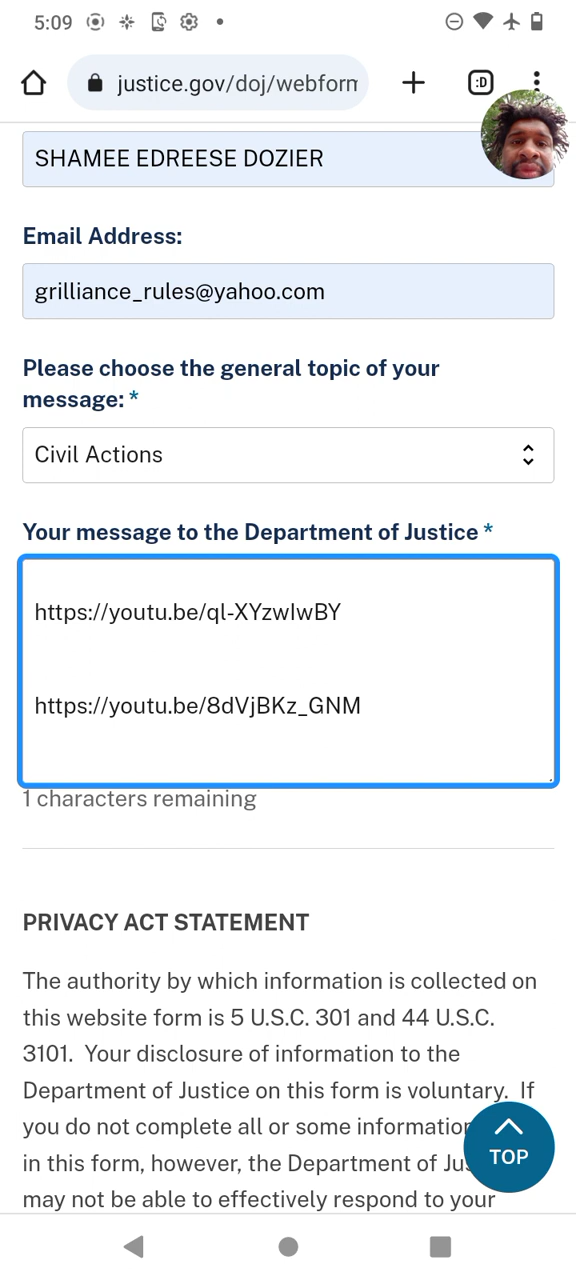 5:09
justice.gov/doj/webforn
:D
SHAMEE EDREESE DOZIER
Email Address:
grilliance_rules@yahoo.com
Please choose the general topic of your
message: *
Civil Actions
Your message to the Department of Justice *
https://youtu.be/ql-XYzwIwBY
https://youtu.be/8dVjBKz_GNM
1 characters remaining
PRIVACY ACT STATEMENT
The authority by which information is collected on
this website form is 5 U.S.C. 301 and 44 U.S.C.
3101.  Your disclosure of information to the
Department of Justice on this form is voluntary.  If
you do not complete all or some information
in this form, however, the Department of Jus
may not be able to effectively respond to your
TOP